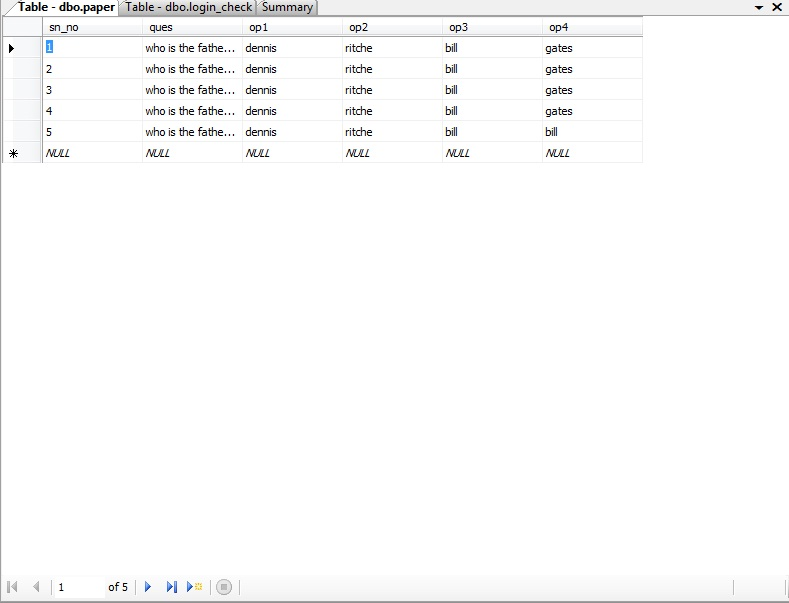 Table - dbo.paper Table - dbo.login_check Summary
sn_no ques op1 op2 op3 op4
1 who is the fathe... dennis ritche bill gates
2 who is the fathe... dennis ritche bill gates
3 who is the fathe... dennis ritche bill gates
4 who is the fathe... dennis ritche bill gates
5 who is the fathe... dennis ritche bill bill
NULL NULL NULL NULL NULL NULL
1 of 5